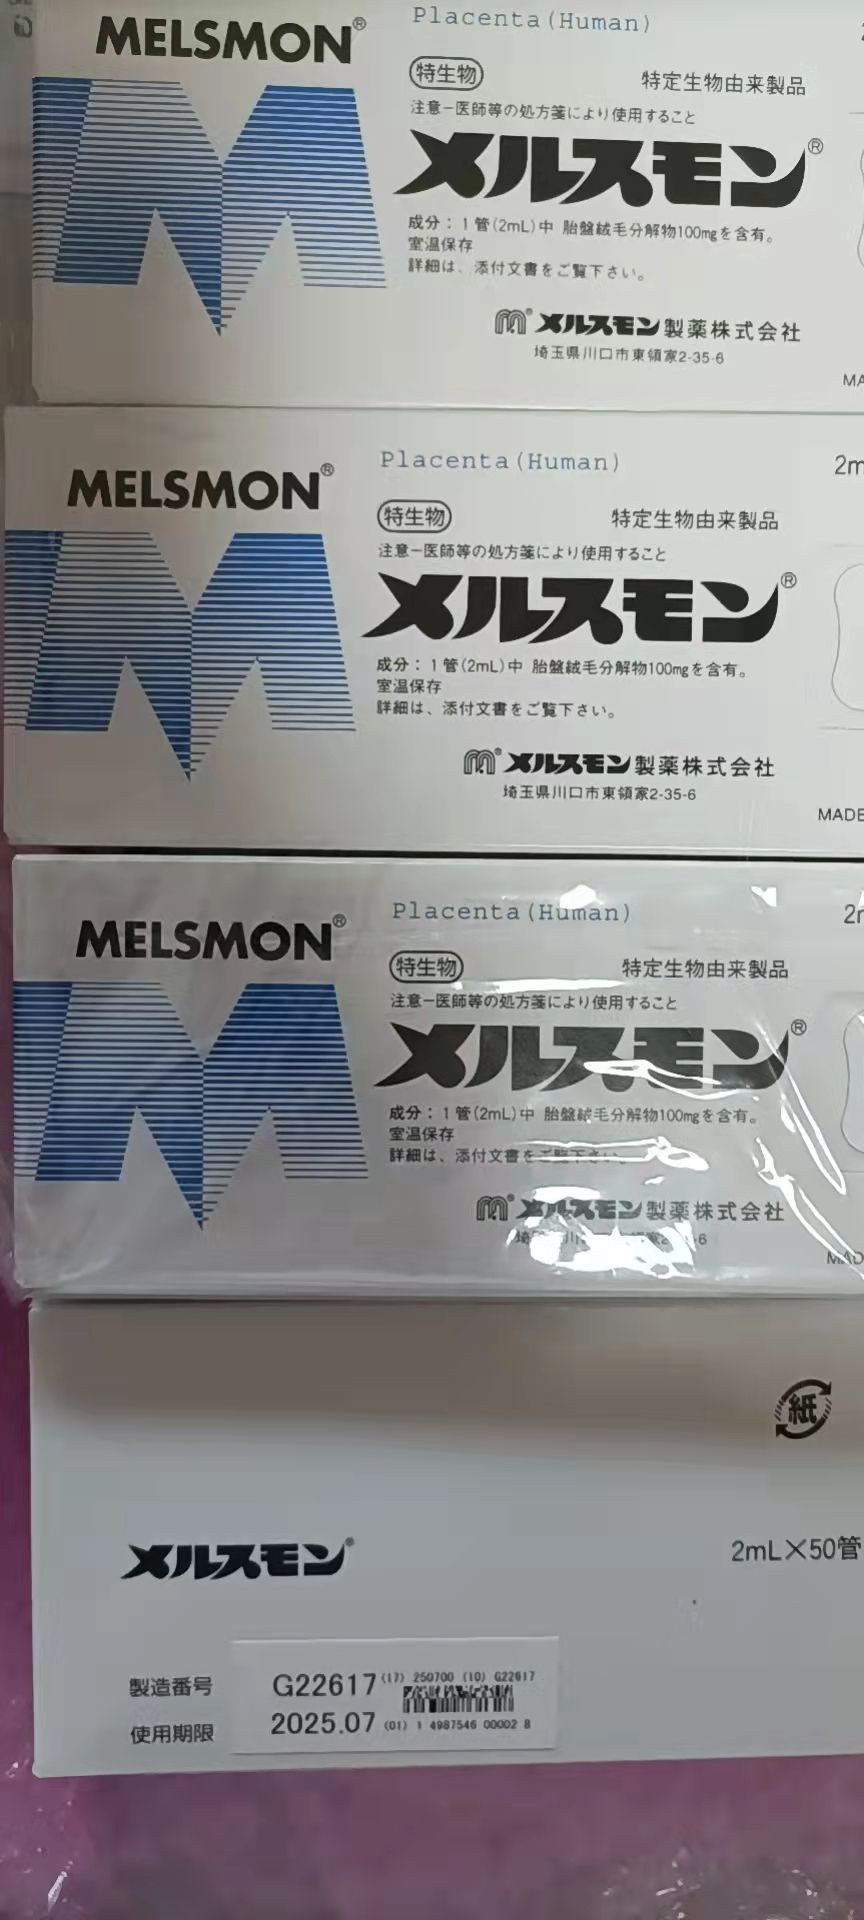 MELSMON®
Placenta(Human)
特生物
特定生物由来製品
注意-医師等の処方箋により使用すること
メルスモン®
成分：1管(2mL)中 胎盤絨毛分解物100mgを含有。
室温保存
詳細は、添付文書をご覧下さい。
メルスモン製薬株式会社
埼玉県川口市東領家2-35-6
MA
MELSMON®
Placenta(Human)
2m
特生物
特定生物由来製品
注意-医師等の処方箋により使用すること
メルスモン®
成分：1管(2mL)中 胎盤絨毛分解物100mgを含有。
室温保存
詳細は、添付文書をご覧下さい。
メルスモン製薬株式会社
埼玉県川口市東領家2-35-6
MADE
MELSMON®
Placenta(Human)
特生物
特定生物由来製品
注意-医師等の処方箋により使用すること
メルスモン®
成分：1管(2mL)中 胎盤絨毛分解物100mgを含有。
室温保存
詳細は、添付文書をご覧下さい。
メルスモン製薬株式会社
MAD
紙
メルスモン®
2mL×50管
製造番号 G22617 (17) 250700 (10) G22617
使用期限 2025.07 (01) 1 4987546 00002 8